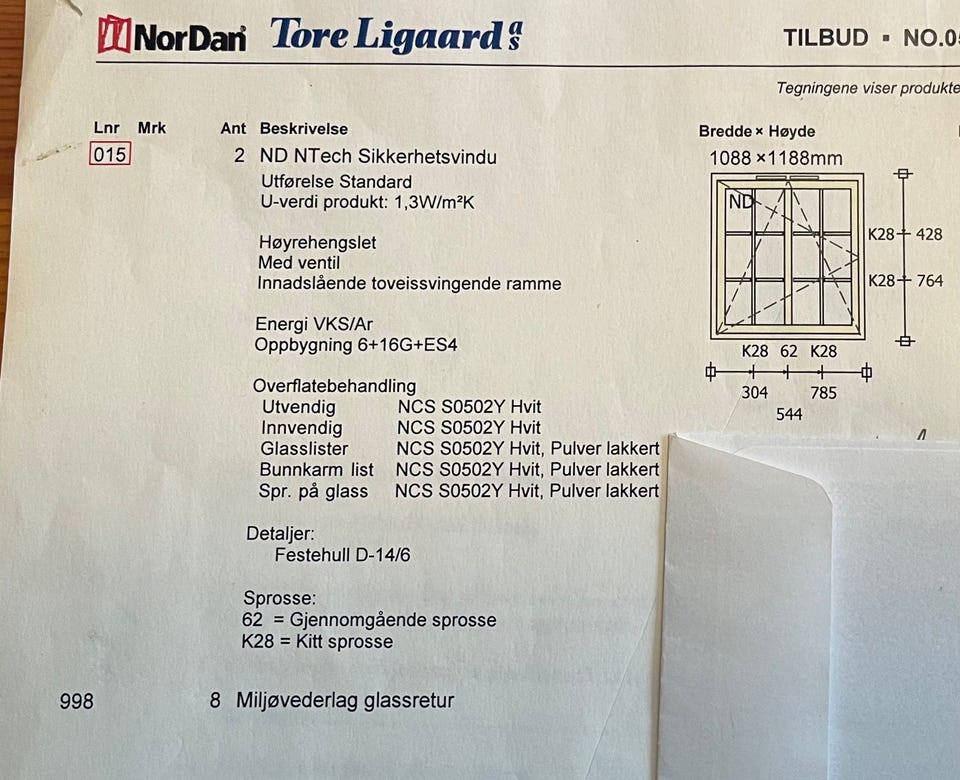 NorDan Tore Ligaard as TILBUD ▪ NO.0
Tegningene viser
Lnr Mrk Ant Beskrivelse Bredde × Høyde
015 2 ND NTech Sikkerhetsvindu 1088 ×1188mm
Utførelse Standard
U-verdi produkt: 1,3W/m²K
ND
Høyrehengslet K28 428
Med ventil
Innadslående toveissvingende ramme K28 764
Energi VKS/Ar
Oppbygning 6+16G+ES4 K28 62 K28
Overflatebehandling 304 785
Utvendig NCS S0502Y Hvit 544
Innvendig NCS S0502Y Hvit
Glasslister NCS S0502Y Hvit, Pulver lakkert
Bunnkarm list NCS S0502Y Hvit, Pulver lakkert
Spr. på glass NCS S0502Y Hvit, Pulver lakkert
Detaljer:
Festehull D-14/6
Sprosse:
62 = Gjennomgående sprosse
K28 = Kitt sprosse
998 8 Miljøvederlag glassretur